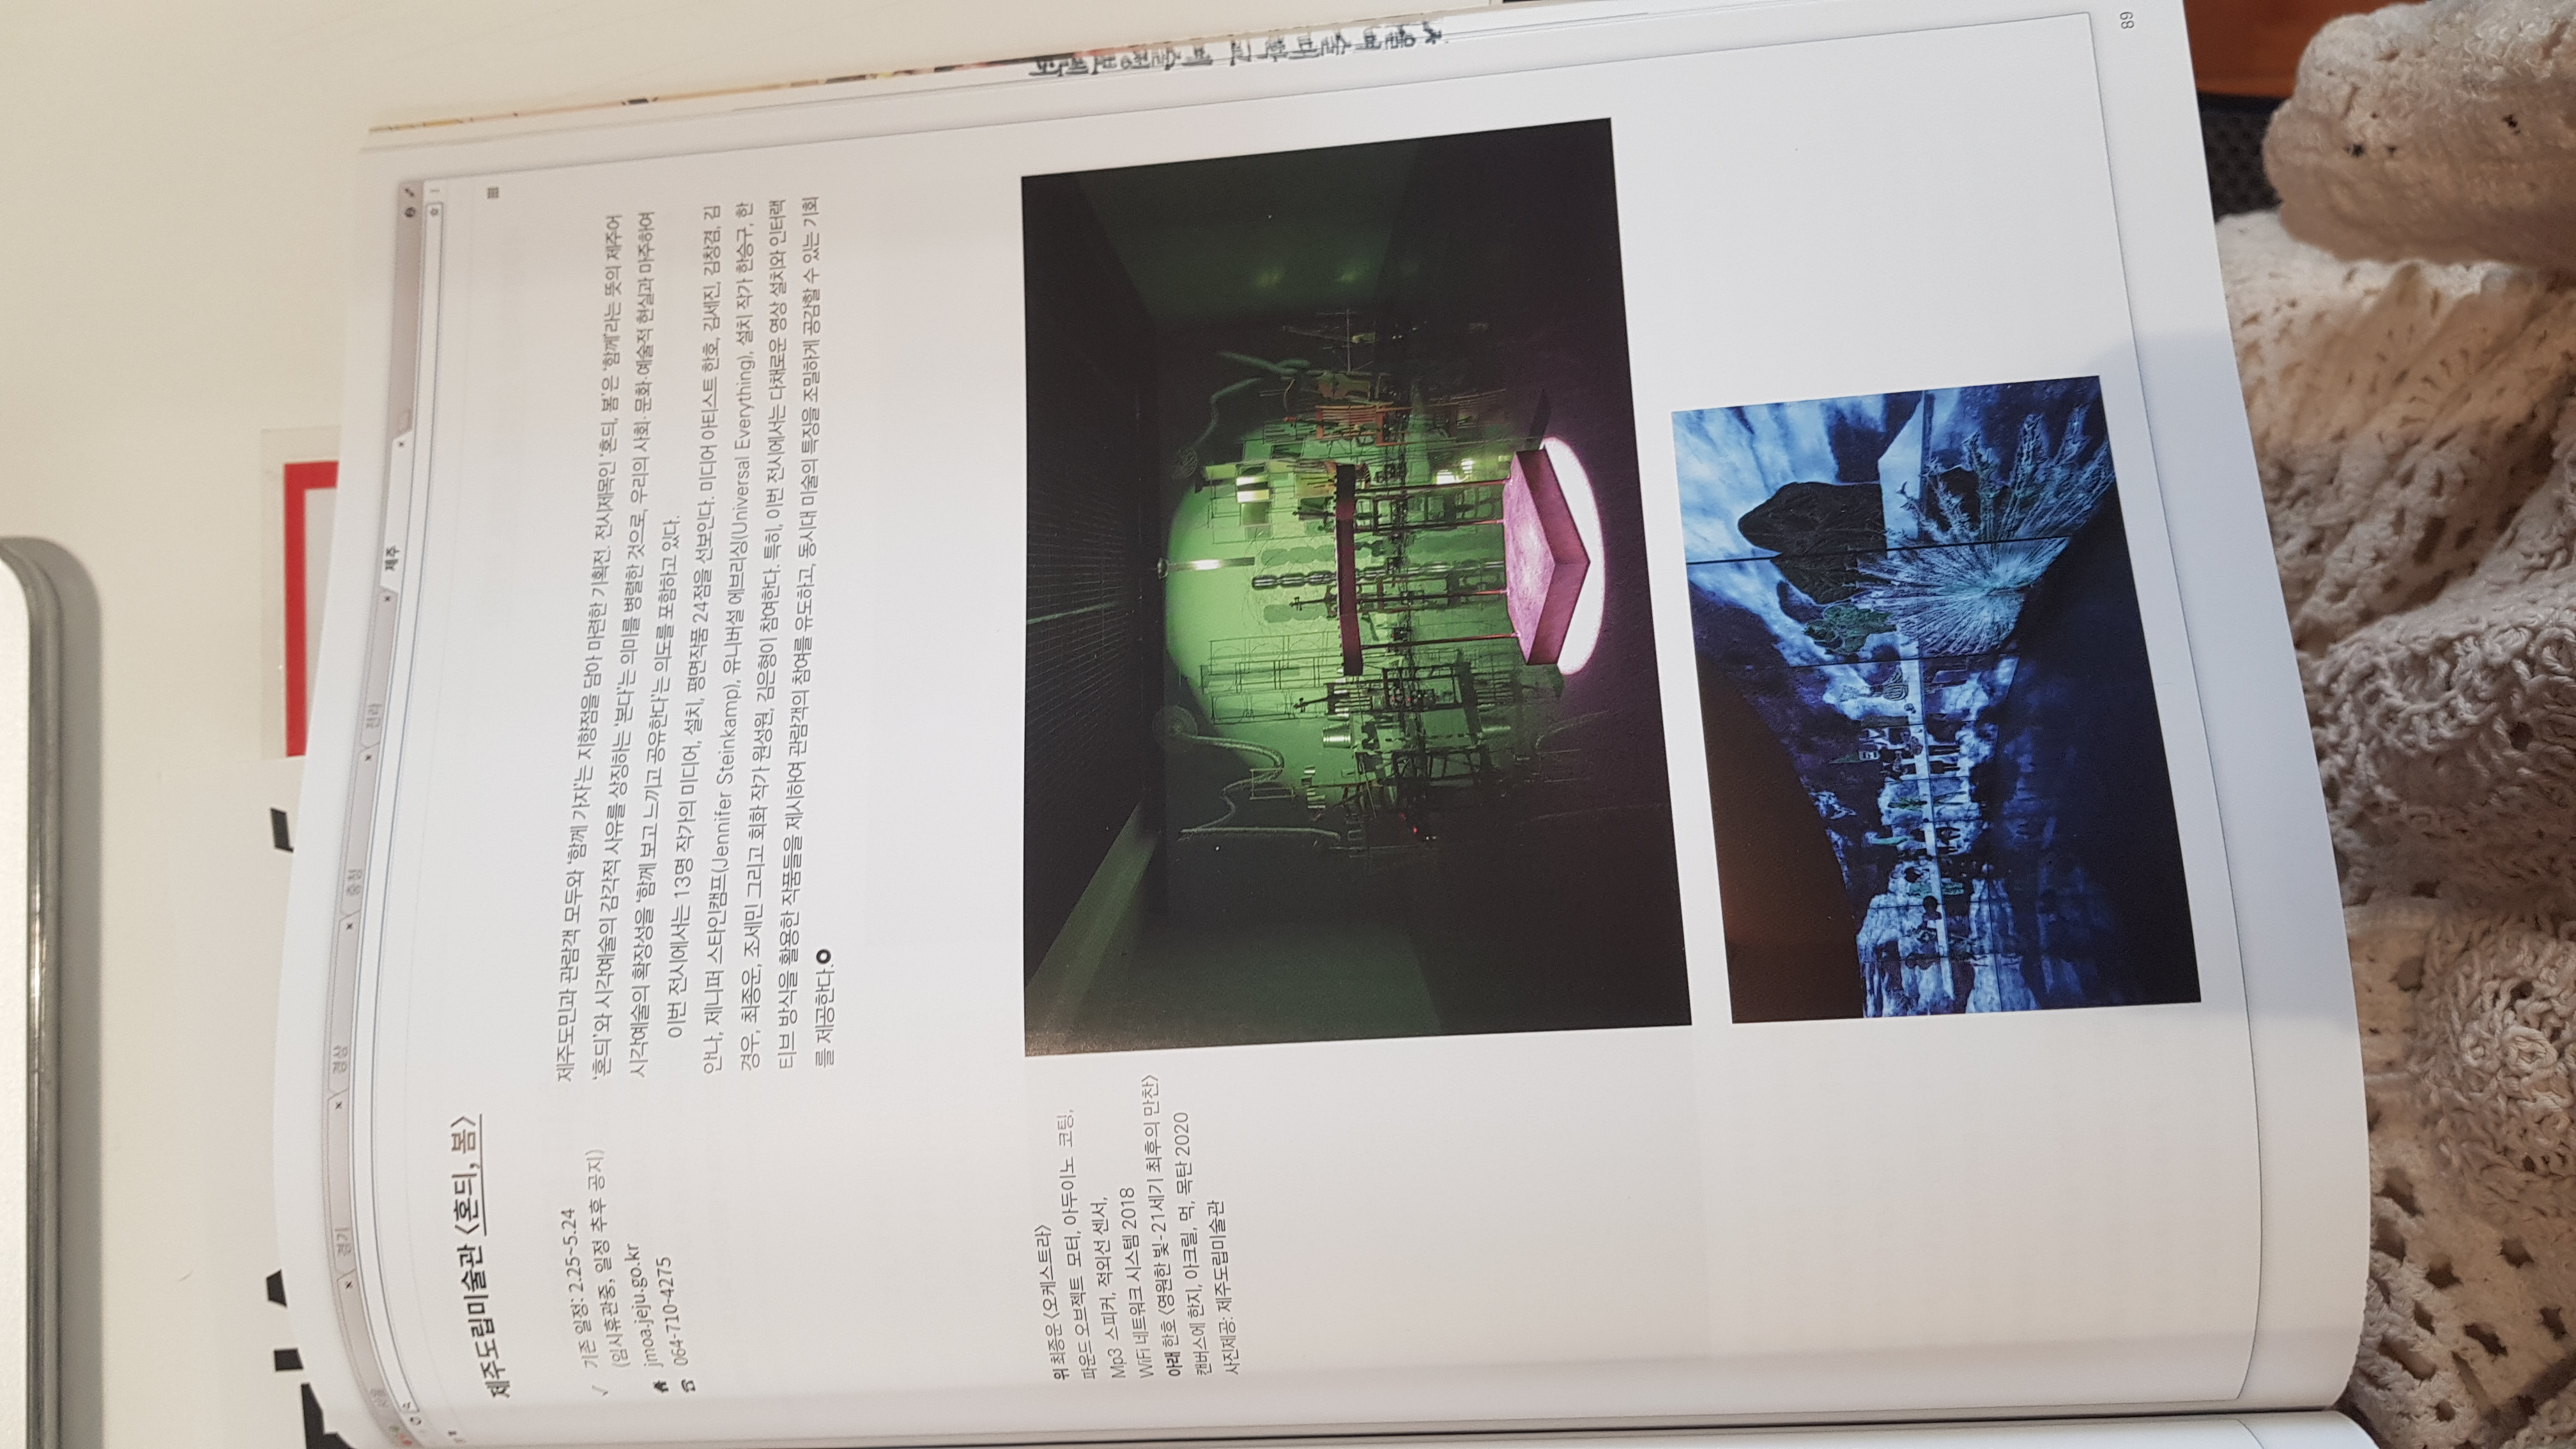 서울
경기
경상
충청
전라
제주
제주도립미술관 〈혼듸, 봄〉
기존 일정: 2.25~5.24
(임시휴관중, 일정 추후 공지)
jmoa.jeju.go.kr
064-710-4275
제주도민과 관람객 모두와 ‘함께 가자’는 지향점을 담아 마련한 기획전. 전시제목인 ‘혼듸, 봄’은 ‘함께’라는 뜻의 제주어
‘혼듸’와 시각예술의 감각적 사유를 상징하는 ‘본다’는 의미를 병렬한 것으로, 우리의 사회·문화·예술적 현실과 마주하여
시각예술의 확장성을 ‘함께 보고 느끼고 공유한다’는 의도를 포함하고 있다.
이번 전시에서는 13명 작가의 미디어, 설치, 평면작품 24점을 선보인다. 미디어 아티스트 한호, 김세진, 김창겸, 김
안나, 제니퍼 스타인캠프(Jennifer Steinkamp), 유니버설 에브리싱(Universal Everything), 설치 작가 한승구, 한
경우, 최종운, 조세민 그리고 회화 작가 원성원, 김은형이 참여한다. 특히, 이번 전시에서는 다채로운 영상 설치와 인터랙
티브 방식을 활용한 작품들을 제시하여 관람객의 참여를 유도하고, 동시대 미술의 특징을 조밀하게 공감할 수 있는 기회
를 제공한다.
위 최종운 〈오케스트라〉
파운드 오브젝트 모터, 아두이노 코팅,
Mp3 스피커, 적외선 센서,
WiFi 네트워크 시스템 2018
아래 한호 〈영원한 빛-21세기 최후의 만찬〉
캔버스에 한지, 아크릴, 먹, 목탄 2020
사진제공: 제주도립미술관
89